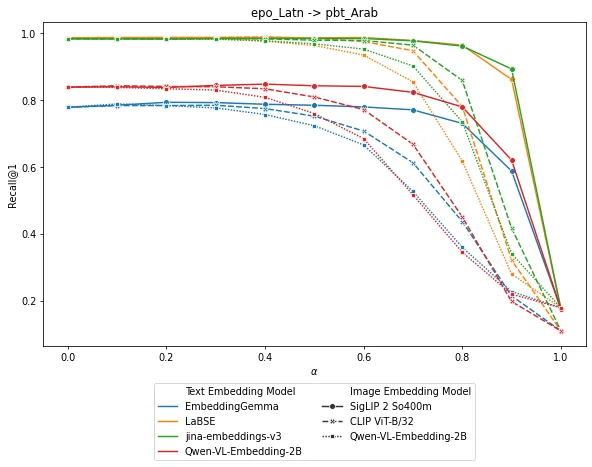 epo_Latn -> pbt_Arab
1.0
0.8
0.6
0.4
0.2
Recall@1
0.0 0.2 0.4 0.6 0.8 1.0
α
Text Embedding Model Image Embedding Model
EmbeddingGemma SigLIP 2 So400m
LaBSE CLIP ViT-B/32
jina-embeddings-v3 Qwen-VL-Embedding-2B
Qwen-VL-Embedding-2B